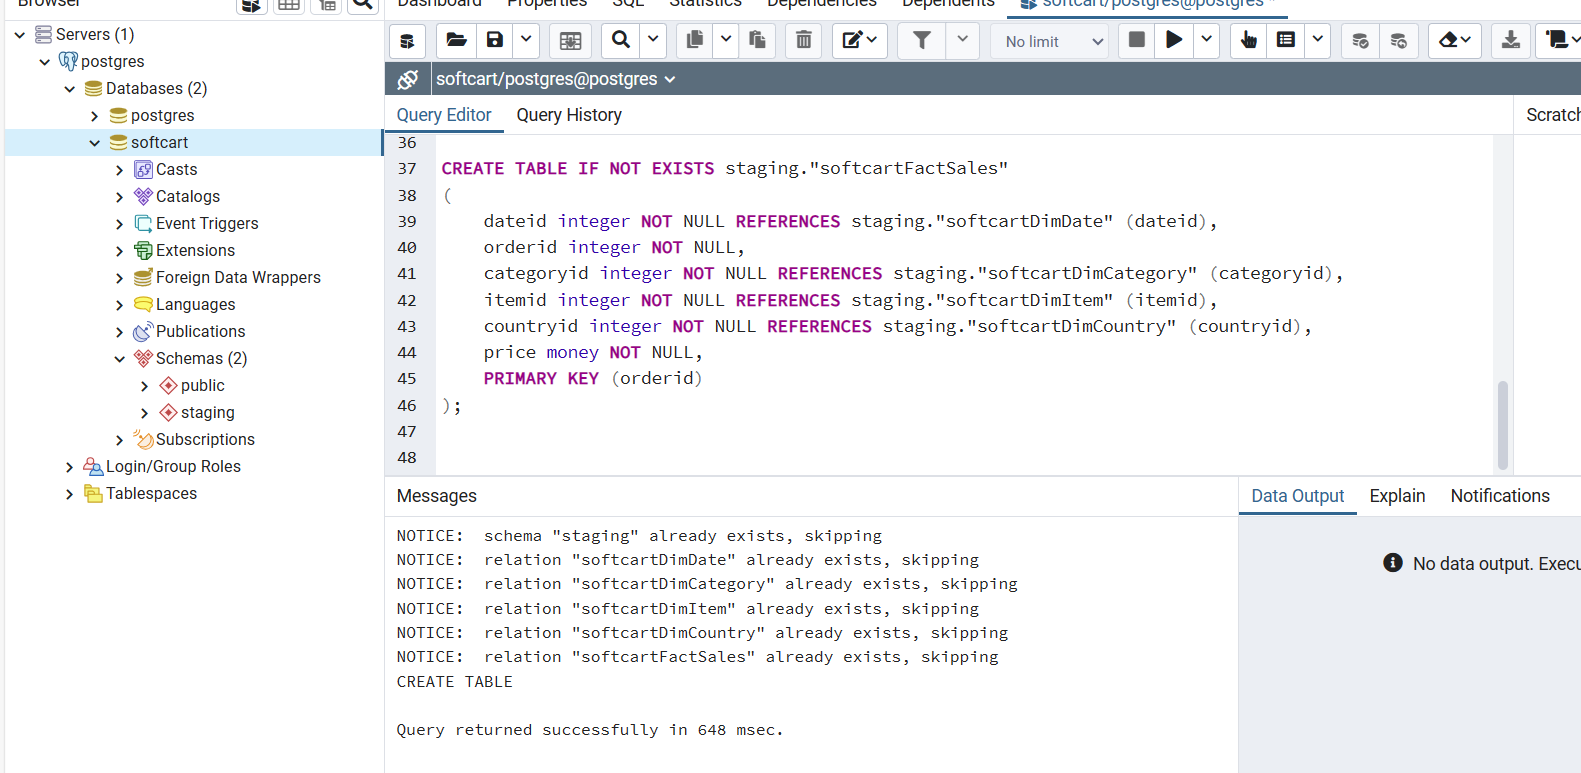 Browser
Servers (1)
postgres
Databases (2)
postgres
softcart
Casts
Catalogs
Event Triggers
Extensions
Foreign Data Wrappers
Languages
Publications
Schemas (2)
public
staging
Subscriptions
Login/Group Roles
Tablespaces
Dashboard Properties SQL Statistics Dependencies Dependents softcart/postgres@postgres *
No limit
softcart/postgres@postgres
Query Editor Query History
Scratch
36
37 CREATE TABLE IF NOT EXISTS staging."softcartFactSales"
38 (
39 dateid integer NOT NULL REFERENCES staging."softcartDimDate" (dateid),
40 orderid integer NOT NULL,
41 categoryid integer NOT NULL REFERENCES staging."softcartDimCategory" (categoryid),
42 itemid integer NOT NULL REFERENCES staging."softcartDimItem" (itemid),
43 countryid integer NOT NULL REFERENCES staging."softcartDimCountry" (countryid),
44 price money NOT NULL,
45 PRIMARY KEY (orderid)
46 );
47
48
Messages
NOTICE: schema "staging" already exists, skipping
NOTICE: relation "softcartDimDate" already exists, skipping
NOTICE: relation "softcartDimCategory" already exists, skipping
NOTICE: relation "softcartDimItem" already exists, skipping
NOTICE: relation "softcartDimCountry" already exists, skipping
NOTICE: relation "softcartFactSales" already exists, skipping
CREATE TABLE
Query returned successfully in 648 msec.
Data Output Explain Notifications
No data output. Execu